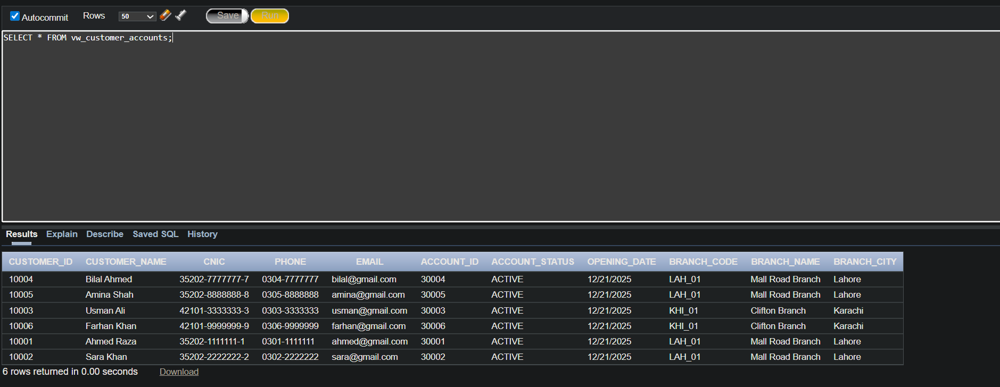 Autocommit Rows 50 Save Run
SELECT * FROM vw_customer_accounts;
Results Explain Describe Saved SQL History
CUSTOMER_ID CUSTOMER_NAME CNIC PHONE EMAIL ACCOUNT_ID ACCOUNT_STATUS OPENING_DATE BRANCH_CODE BRANCH_NAME BRANCH_CITY
10004 Bilal Ahmed 35202-7777777-7 0304-7777777 bilal@gmail.com 30004 ACTIVE 12/21/2025 LAH_01 Mall Road Branch Lahore
10005 Amina Shah 35202-8888888-8 0305-8888888 amina@gmail.com 30005 ACTIVE 12/21/2025 LAH_01 Mall Road Branch Lahore
10003 Usman Ali 42101-3333333-3 0303-3333333 usman@gmail.com 30003 ACTIVE 12/21/2025 KHI_01 Clifton Branch Karachi
10006 Farhan Khan 42101-9999999-9 0306-9999999 farhan@gmail.com 30006 ACTIVE 12/21/2025 KHI_01 Clifton Branch Karachi
10001 Ahmed Raza 35202-1111111-1 0301-1111111 ahmed@gmail.com 30001 ACTIVE 12/21/2025 LAH_01 Mall Road Branch Lahore
10002 Sara Khan 35202-2222222-2 0302-2222222 sara@gmail.com 30002 ACTIVE 12/21/2025 LAH_01 Mall Road Branch Lahore
6 rows returned in 0.00 seconds Download